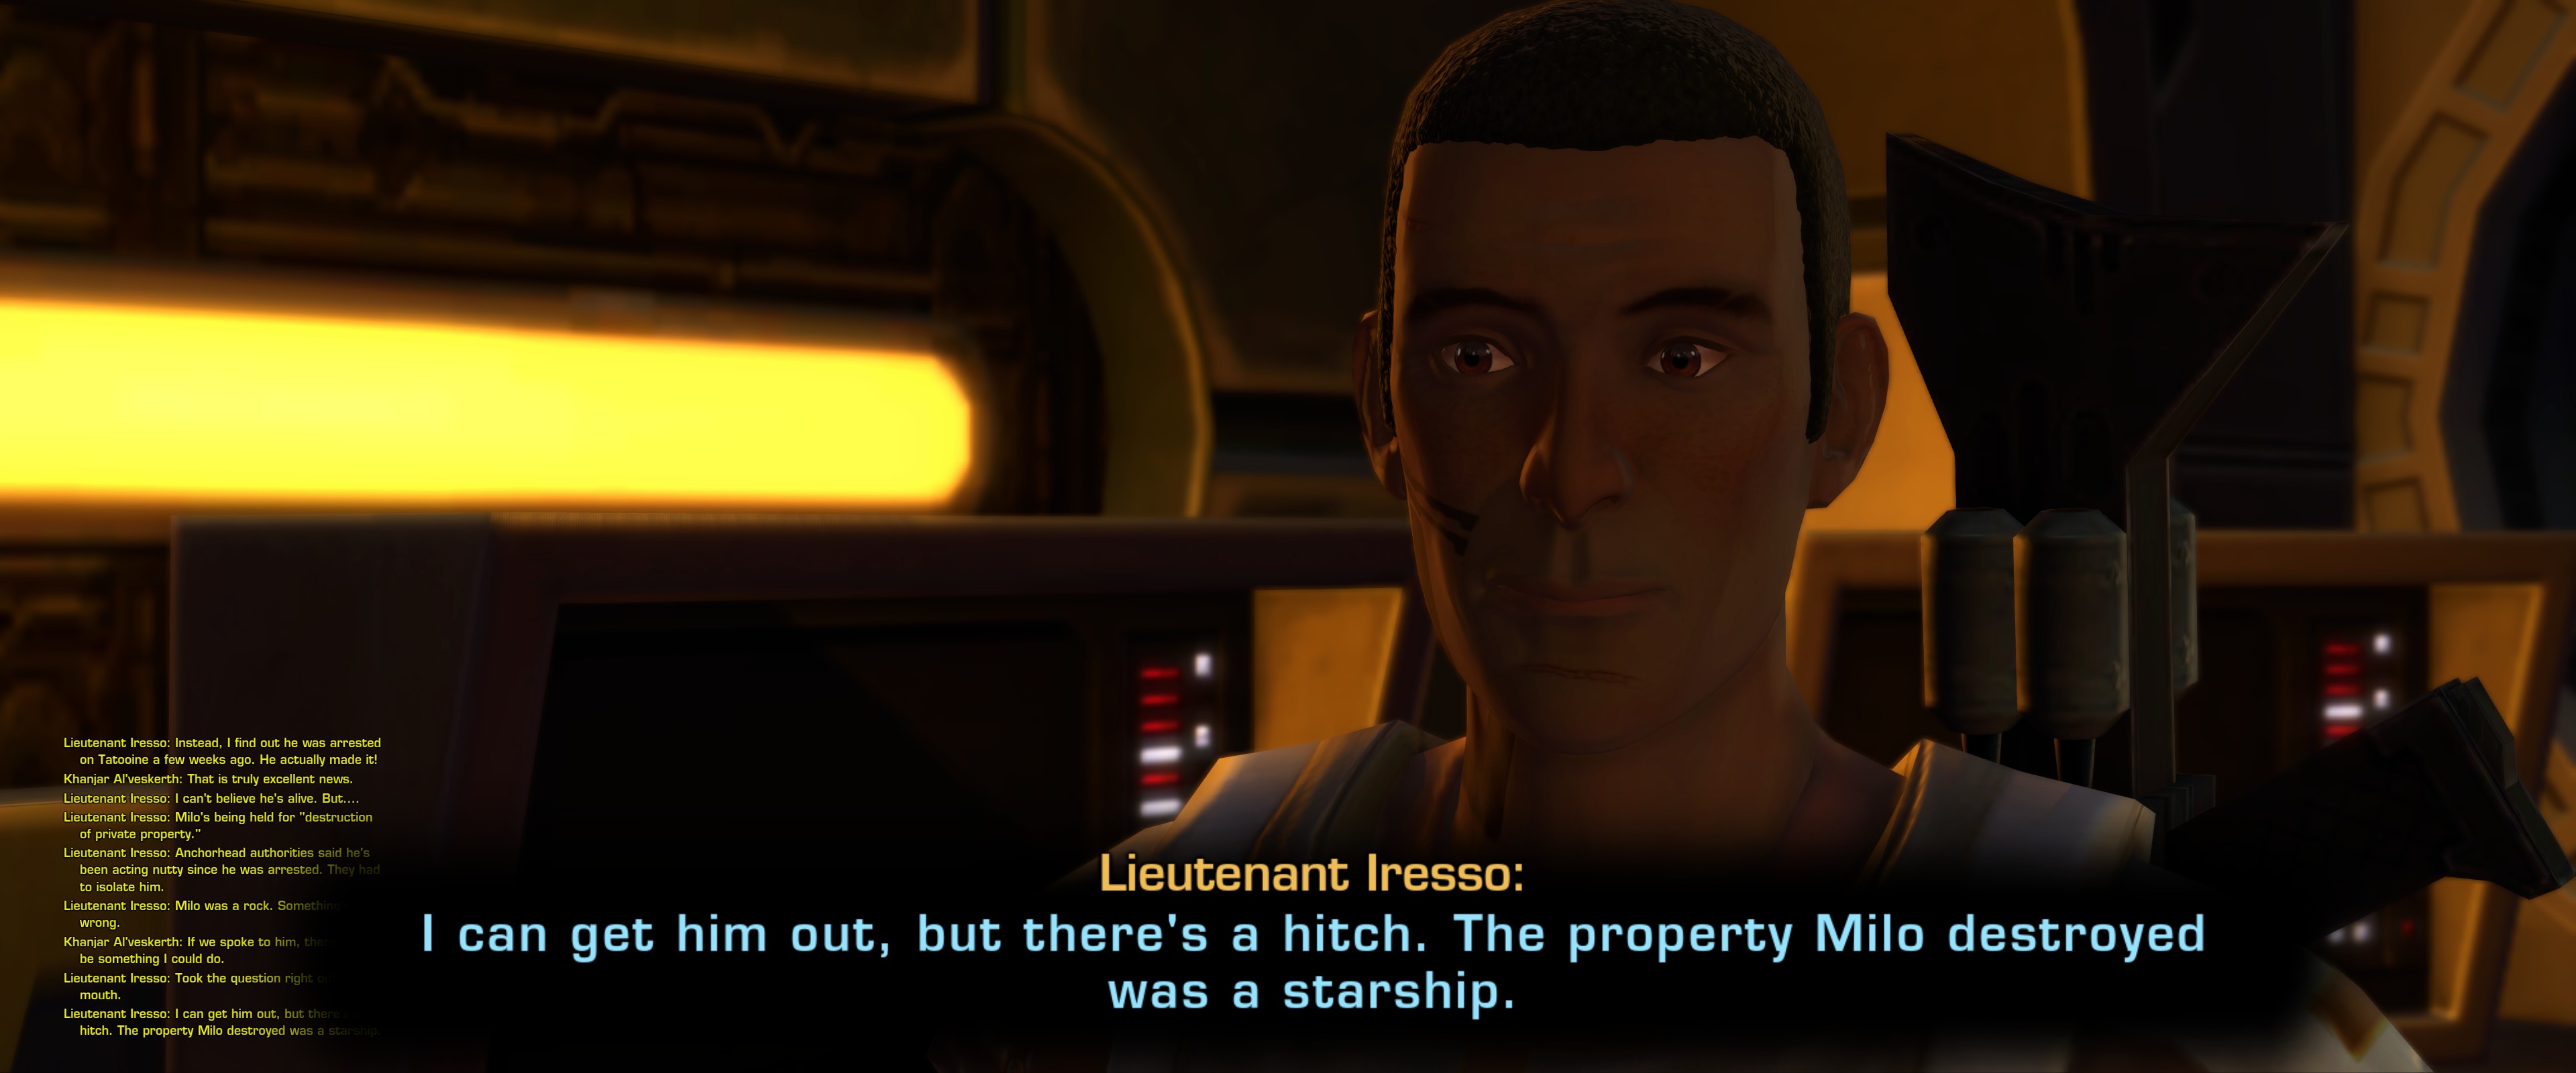 Lieutenant Iresso: Instead, I find out he was arrested
on Tatooine a few weeks ago. He actually made it!
Khanjar Al'veskerth: That is truly excellent news.
Lieutenant Iresso: I can't believe he's alive. But....
Lieutenant Iresso: Milo's being held for "destruction
of private property."
Lieutenant Iresso: Anchorhead authorities said he's
been acting nutty since he was arrested. They had
to isolate him.
Lieutenant Iresso: Milo was a rock. Something's
wrong.
Khanjar Al'veskerth: If we spoke to him,
be something I could do.
Lieutenant Iresso: Took the question right
mouth.
Lieutenant Iresso: I can get him out, but there's
hitch. The property Milo destroyed was a starship.
Lieutenant Iresso:
I can get him out, but there's a hitch. The property Milo destroyed
was a starship.